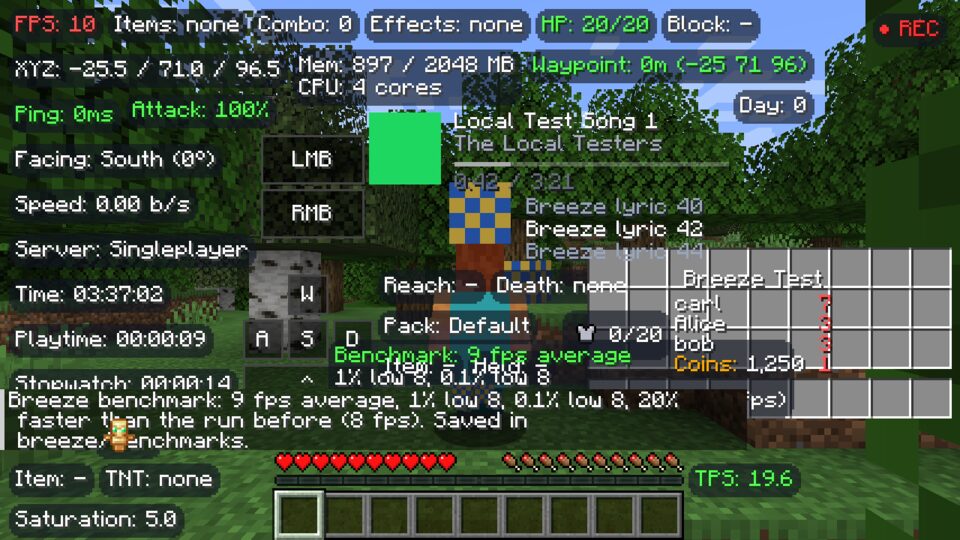 FPS: 10
Items: none
Combo: 0
Effects: none
HP: 20/20
Block: -
REC
XYZ: -25.5 / 71.0 / 96.5
Mem: 897 / 2048 MB
CPU: 4 cores
Waypoint: 0m (-25 71 96)
Day: 0
Ping: 0ms
Attack: 100%
Local Test Song 1
The Local Testers
0:42 / 3:21
Facing: South (0°)
LMB
Speed: 0.00 b/s
RMB
Breeze lyric 40
Breeze lyric 42
Breeze lyric 44
Server: Singleplayer
Reach: -
Death: none
Breeze Test
Time: 03:37:02
W
carl 7
Alice 3
bob 3
Coins: 1,250 1
Pack: Default
0/20
Playtime: 00:00:09
A
S
D
Benchmark: 9 fps average
1% low 8, 0.1% low 8
Item: -
Held
Stopwatch: 00:00:14
Breeze benchmark: 9 fps average, 1% low 8, 0.1% low 8, 20%
faster than the run before (8 fps). Saved in
breeze/benchmarks.
fps)
Item: -
TNT: none
TPS: 19.6
Saturation: 5.0